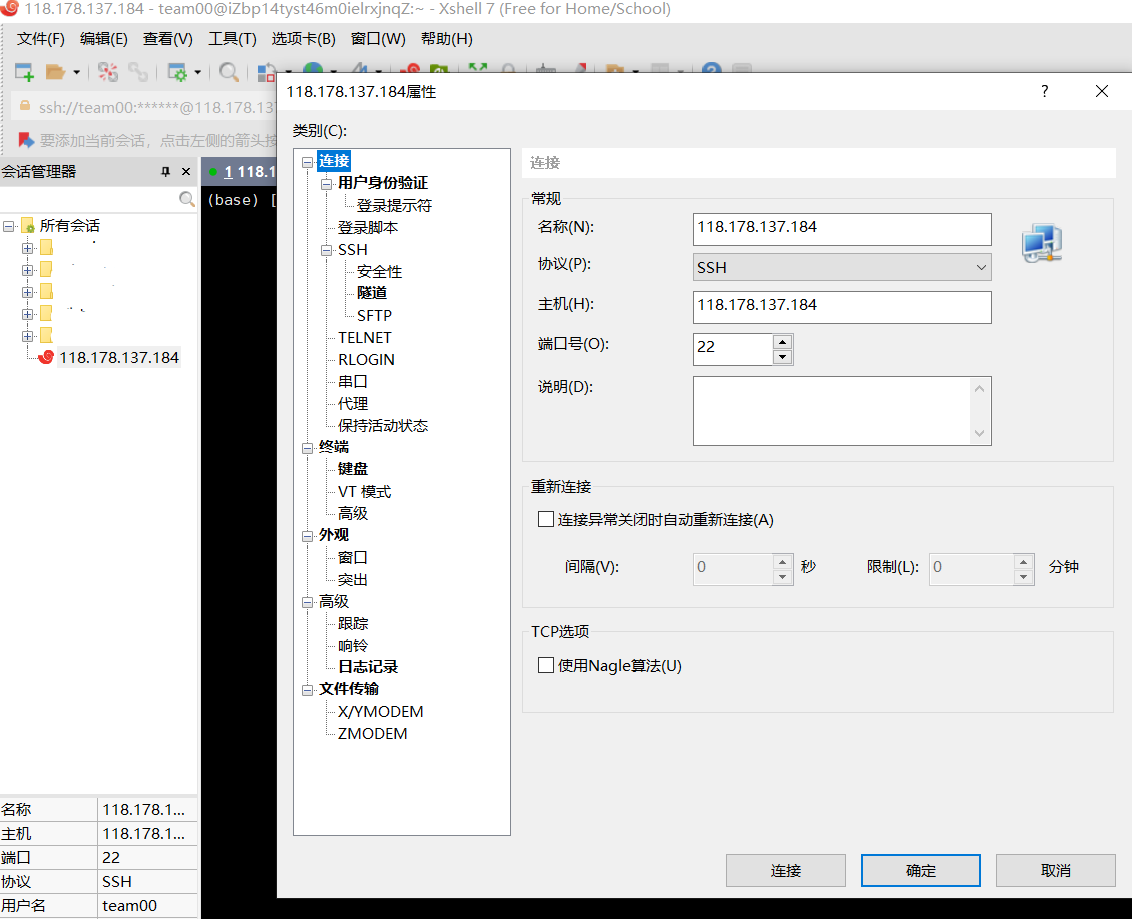 118.178.137.184 - team00@iZbp14tyst46m0ielrxjnqZ:~ - Xshell 7 (Free for Home/School)
文件(F) 编辑(E) 查看(V) 工具(T) 选项卡(B) 窗口(W) 帮助(H)
ssh://team00:******@118.178.137
要添加当前会话，点击左侧的箭头按
会话管理器
1 118.1
(base) [
所有会话
118.178.137.184
名称 118.178.1...
主机 118.178.1...
端口 22
协议 SSH
用户名 team00
118.178.137.184属性
?
类别(C):
连接
用户身份验证
登录提示符
登录脚本
SSH
安全性
隧道
SFTP
TELNET
RLOGIN
串口
代理
保持活动状态
终端
键盘
VT 模式
高级
外观
窗口
突出
高级
跟踪
响铃
日志记录
文件传输
X/YMODEM
ZMODEM
连接
常规
名称(N): 118.178.137.184
协议(P): SSH
主机(H): 118.178.137.184
端口号(O): 22
说明(D):
重新连接
连接异常关闭时自动重新连接(A)
间隔(V): 0 秒 限制(L): 0 分钟
TCP选项
使用Nagle算法(U)
连接 确定 取消